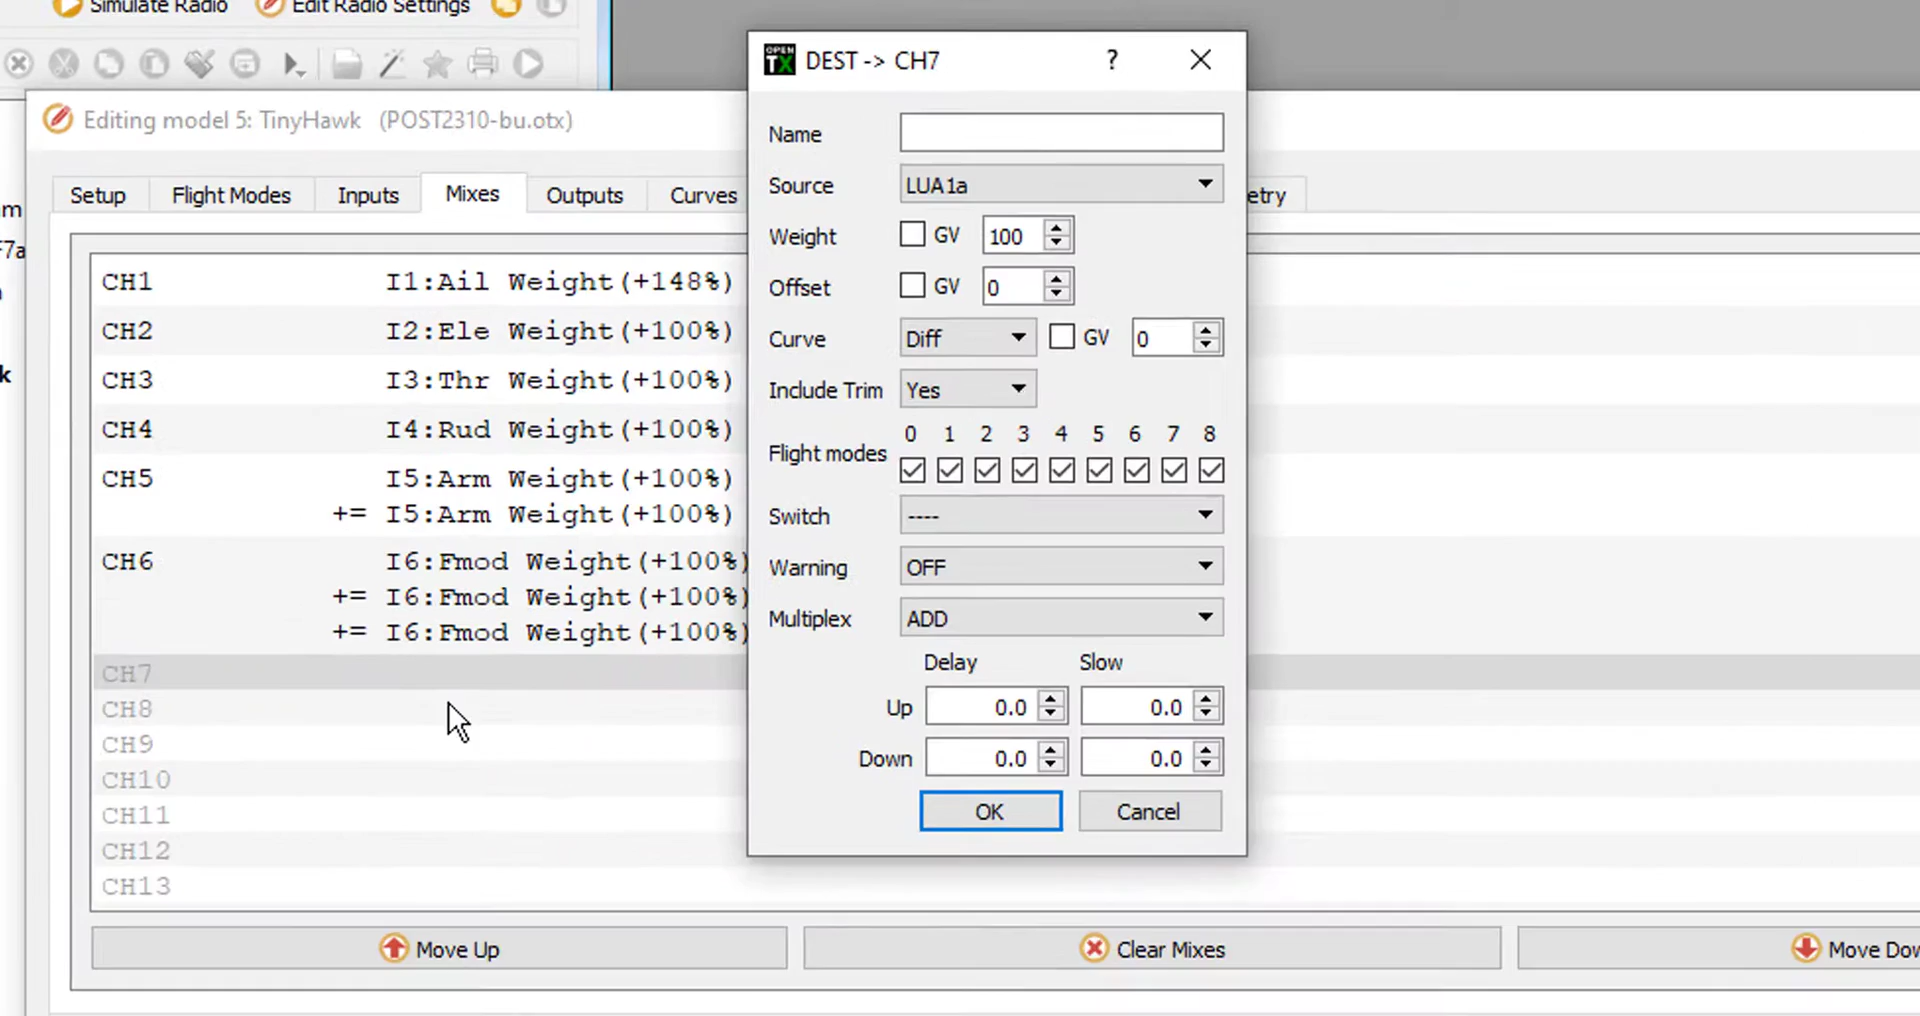 Simulate Radio
Edit Radio Settings
OPEN
TX
DEST -> CH7
?
Editing model 5: TinyHawk (POST2310-bu.otx)
Name
Source
LUA1a
Setup
Flight Modes
Inputs
Mixes
Outputs
Curves
etry
Weight
GV
100
Offset
GV
0
Curve
Diff
GV
0
Include Trim
Yes
Flight modes
0 1 2 3 4 5 6 7 8
Switch
----
Warning
OFF
Multiplex
ADD
Delay
Slow
Up
0.0
0.0
Down
0.0
0.0
OK
Cancel
CH1 I1:Ail Weight(+148%)
CH2 I2:Ele Weight(+100%)
CH3 I3:Thr Weight(+100%)
CH4 I4:Rud Weight(+100%)
CH5 I5:Arm Weight(+100%)
+= I5:Arm Weight(+100%)
CH6 I6:Fmod Weight(+100%)
+= I6:Fmod Weight(+100%)
+= I6:Fmod Weight(+100%)
CH7
CH8
CH9
CH10
CH11
CH12
CH13
Move Up
Clear Mixes
Move Dow